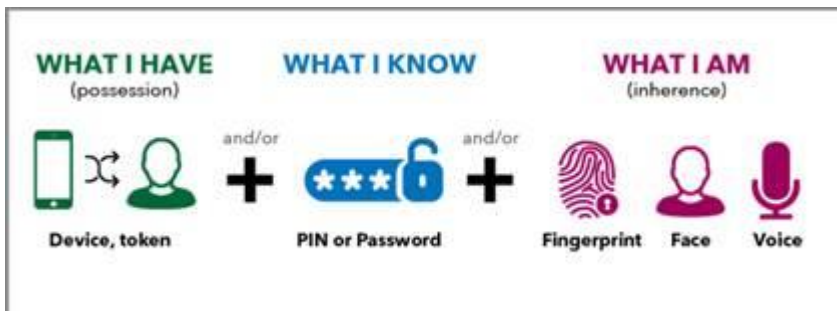 WHAT I HAVE
(possession)
WHAT I KNOW
WHAT I AM
(inherence)
and/or
and/or
***
Device, token
PIN or Password
Fingerprint
Face
Voice